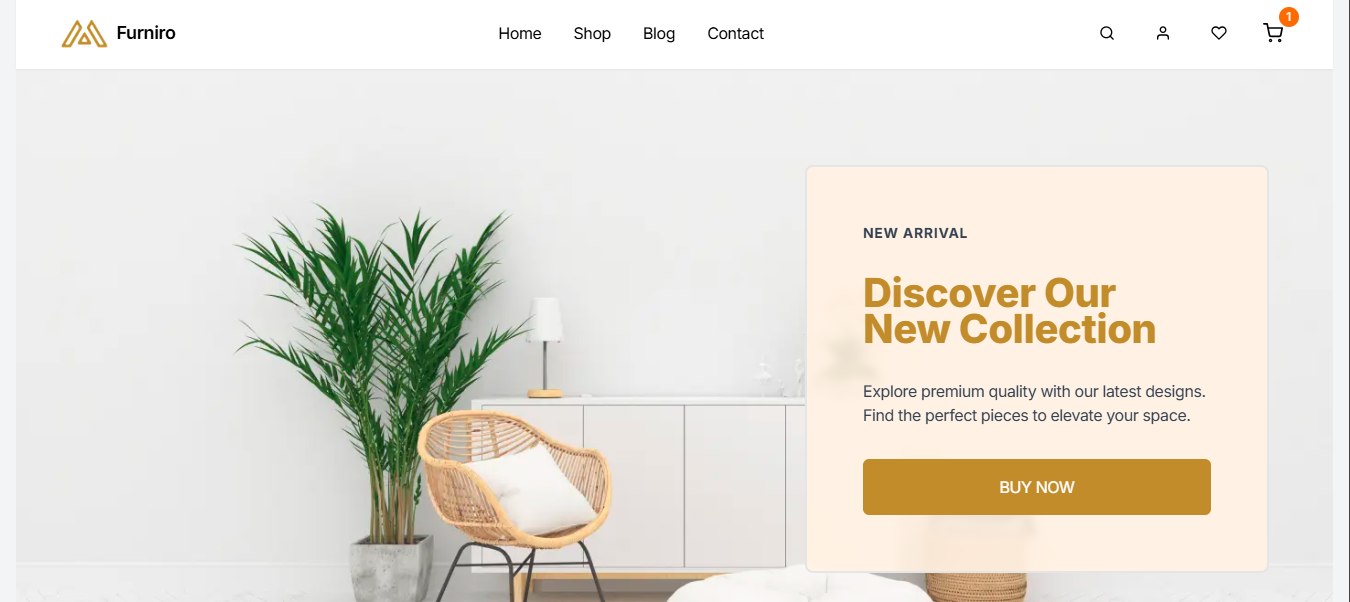 Furniro
Home
Shop
Blog
Contact
1
NEW ARRIVAL
Discover Our
New Collection
Explore premium quality with our latest designs.
Find the perfect pieces to elevate your space.
BUY NOW